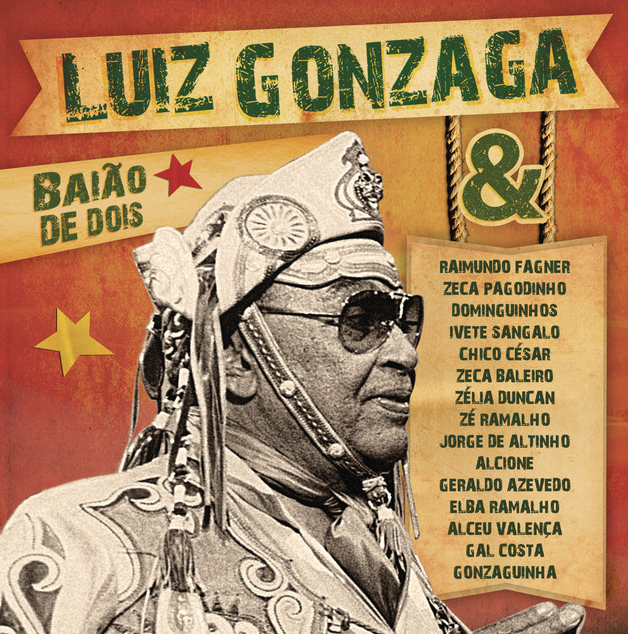 LUIZ GONZAGA
BAIÃO
DE DOIS
&
RAIMUNDO FAGNER
ZECA PAGODINHO
DOMINGUINHOS
IVETE SANGALO
CHICO CÉSAR
ZECA BALEIRO
ZÉLIA DUNCAN
ZÉ RAMALHO
JORGE DE ALTINHO
ALCIONE
GERALDO AZEVEDO
ELBA RAMALHO
ALCEU VALENÇA
GAL COSTA
GONZAGUINHA